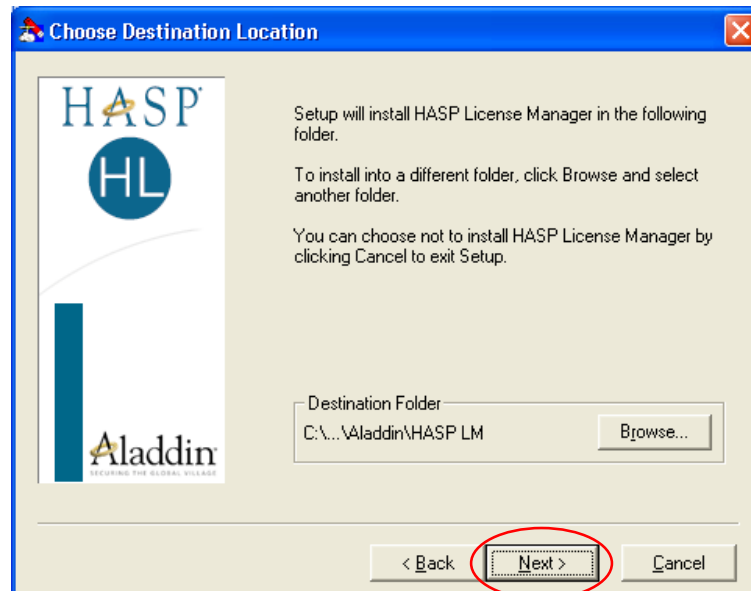 Choose Destination Location
HASP
HL
Aladdin
SECURING THE GLOBAL VILLAGE
Setup will install HASP License Manager in the following
folder.
To install into a different folder, click Browse and select
another folder.
You can choose not to install HASP License Manager by
clicking Cancel to exit Setup.
Destination Folder
C:\...\Aladdin\HASP LM
Browse...
< Back
Next >
Cancel